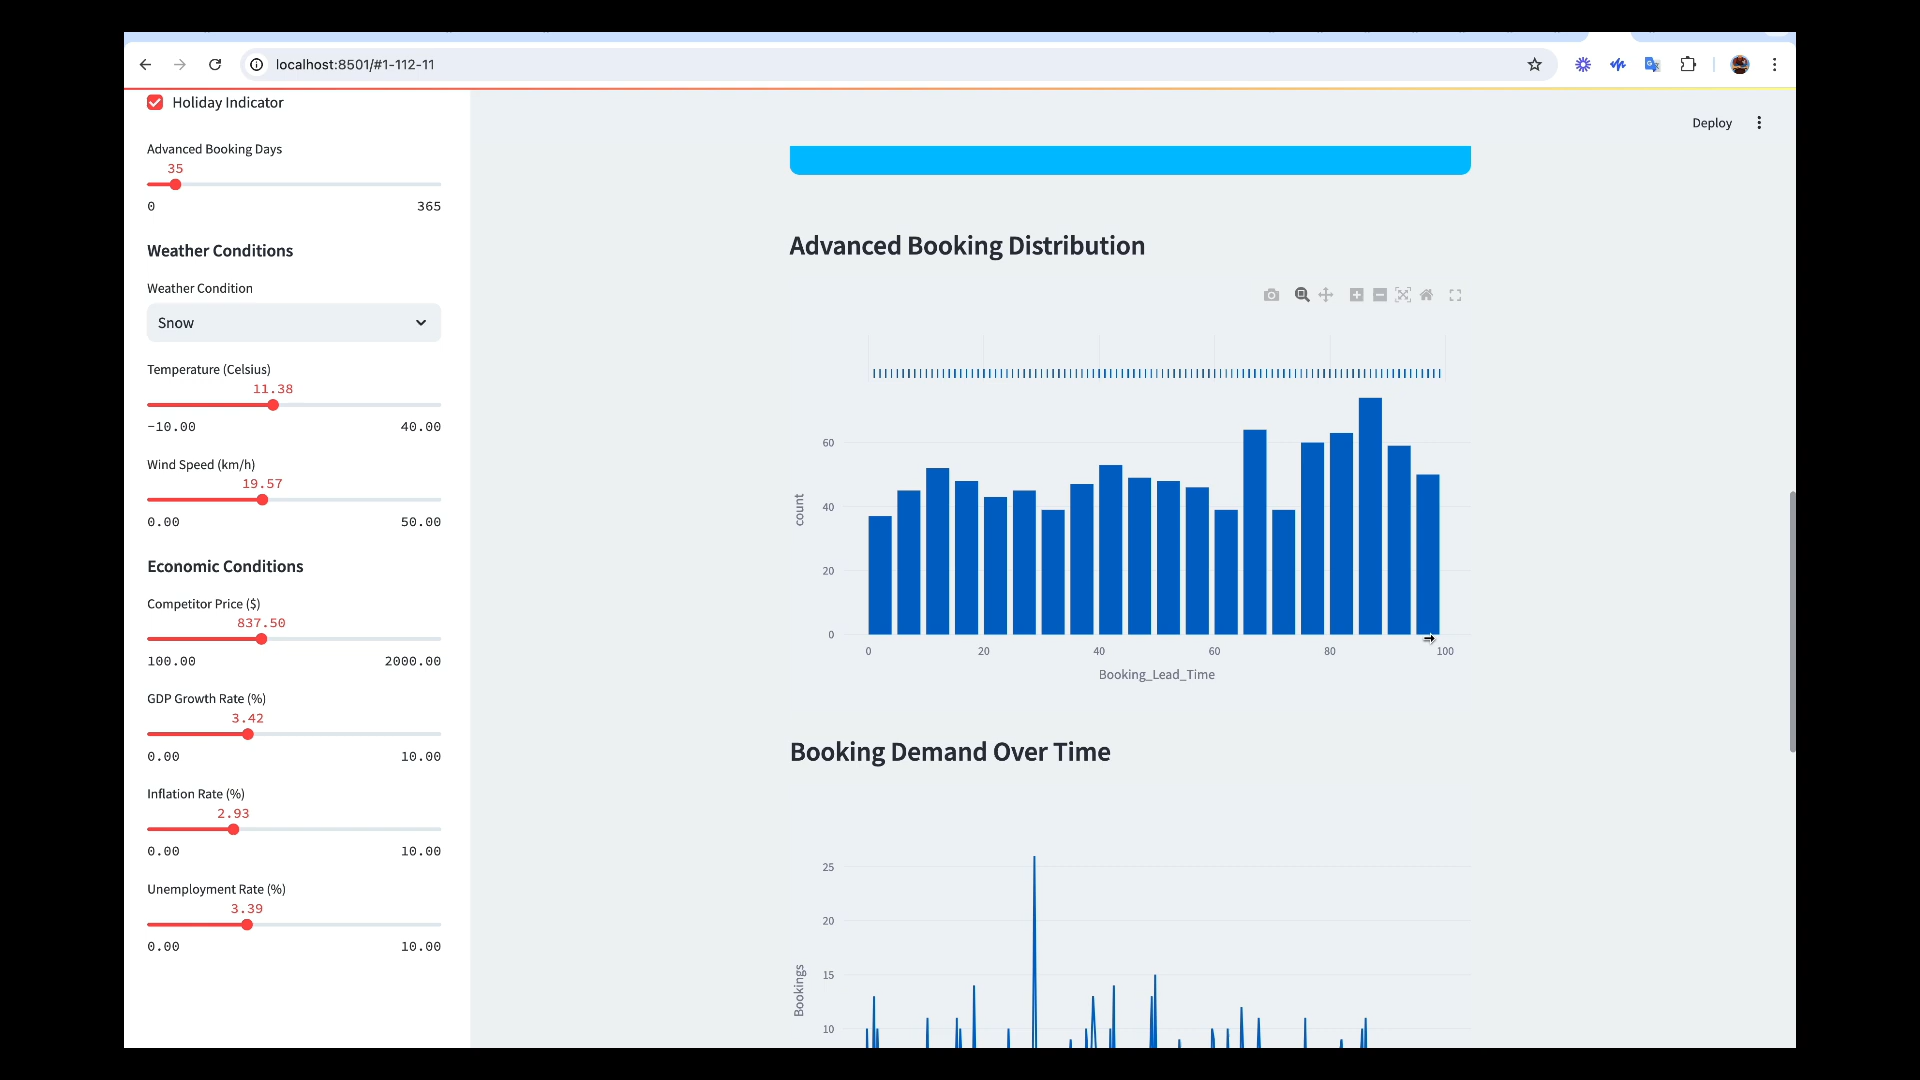 localhost:8501/#1-112-11
Holiday Indicator
Advanced Booking Days
35
0 365
Weather Conditions
Weather Condition
Snow
Temperature (Celsius)
11.38
-10.00 40.00
Wind Speed (km/h)
19.57
0.00 50.00
Economic Conditions
Competitor Price ($)
837.50
100.00 2000.00
GDP Growth Rate (%)
3.42
0.00 10.00
Inflation Rate (%)
2.93
0.00 10.00
Unemployment Rate (%)
3.39
0.00 10.00
Deploy
Advanced Booking Distribution
60
40
20
0
count
0 20 40 60 80 100
Booking_Lead_Time
Booking Demand Over Time
25
20
15
10
Bookings